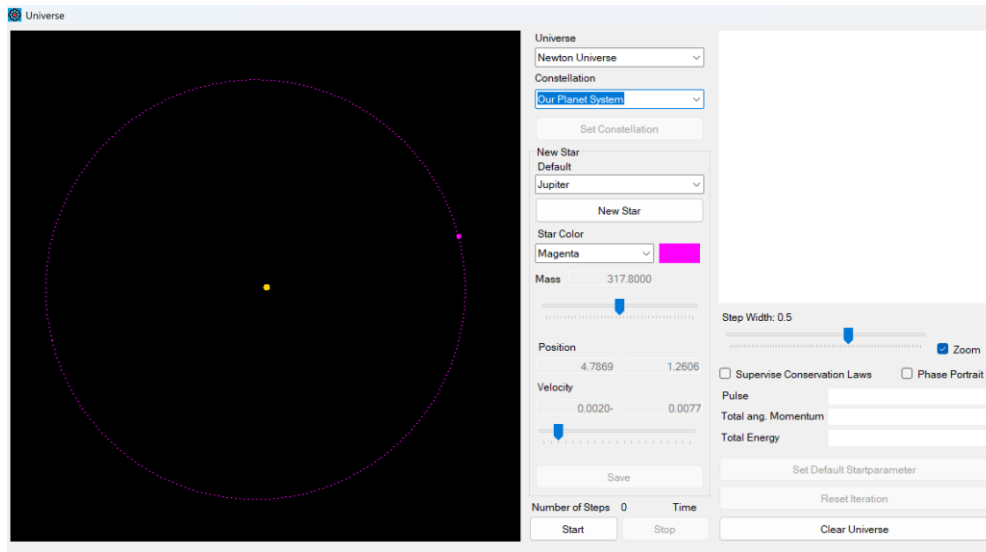 Universe
Universe
Newton Universe
Constellation
Our Planet System
Set Constellation
New Star
Default
Jupiter
New Star
Star Color
Magenta
Mass 317.8000
Position
4.7869 1.2606
Velocity
0.0020- 0.0077
Save
Number of Steps 0 Time
Start Stop
Step Width: 0.5
Zoom
Supervise Conservation Laws Phase Portrait
Pulse
Total ang. Momentum
Total Energy
Set Default Startparameter
Reset Iteration
Clear Universe